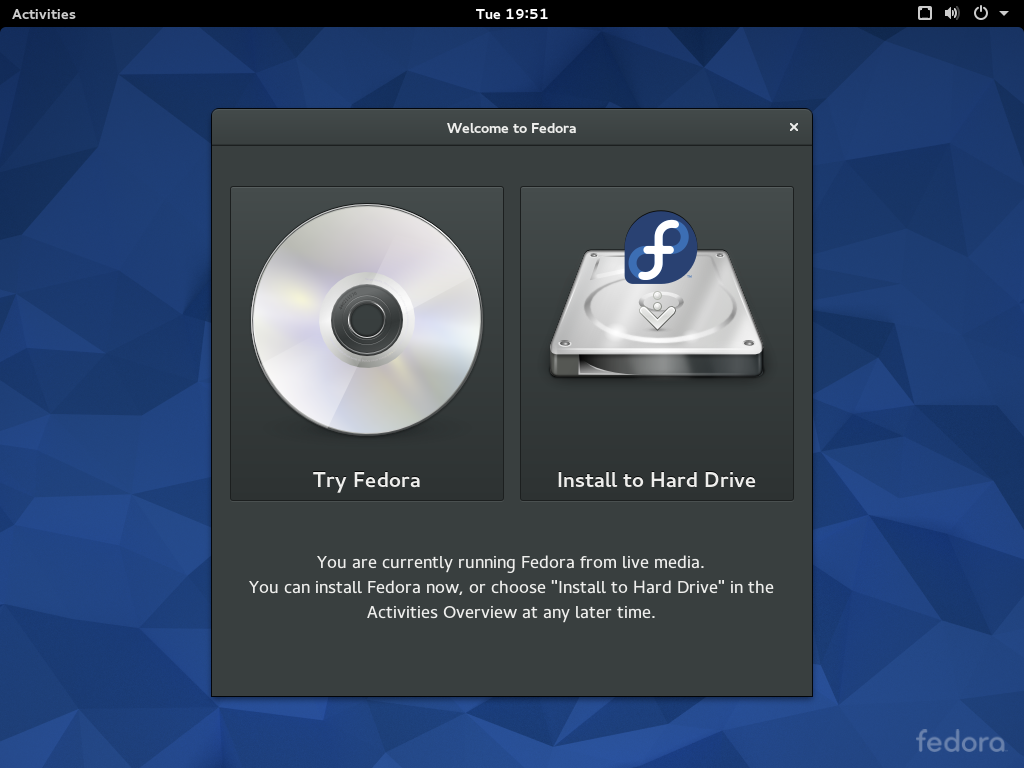 Activities
Tue 19:51
Welcome to Fedora
Try Fedora
Install to Hard Drive
You are currently running Fedora from live media.
You can install Fedora now, or choose "Install to Hard Drive" in the
Activities Overview at any later time.
fedora